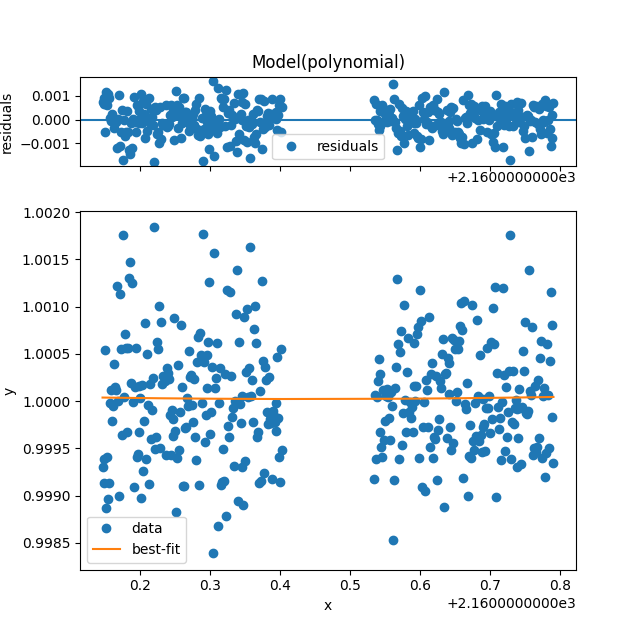 Model(polynomial)
residuals
0.001
0.000
−0.001
residuals
+2.1600000000e3
y
1.0020
1.0015
1.0010
1.0005
1.0000
0.9995
0.9990
0.9985
data
best-fit
0.2 0.3 0.4 0.5 0.6 0.7 0.8
x
+2.1600000000e3